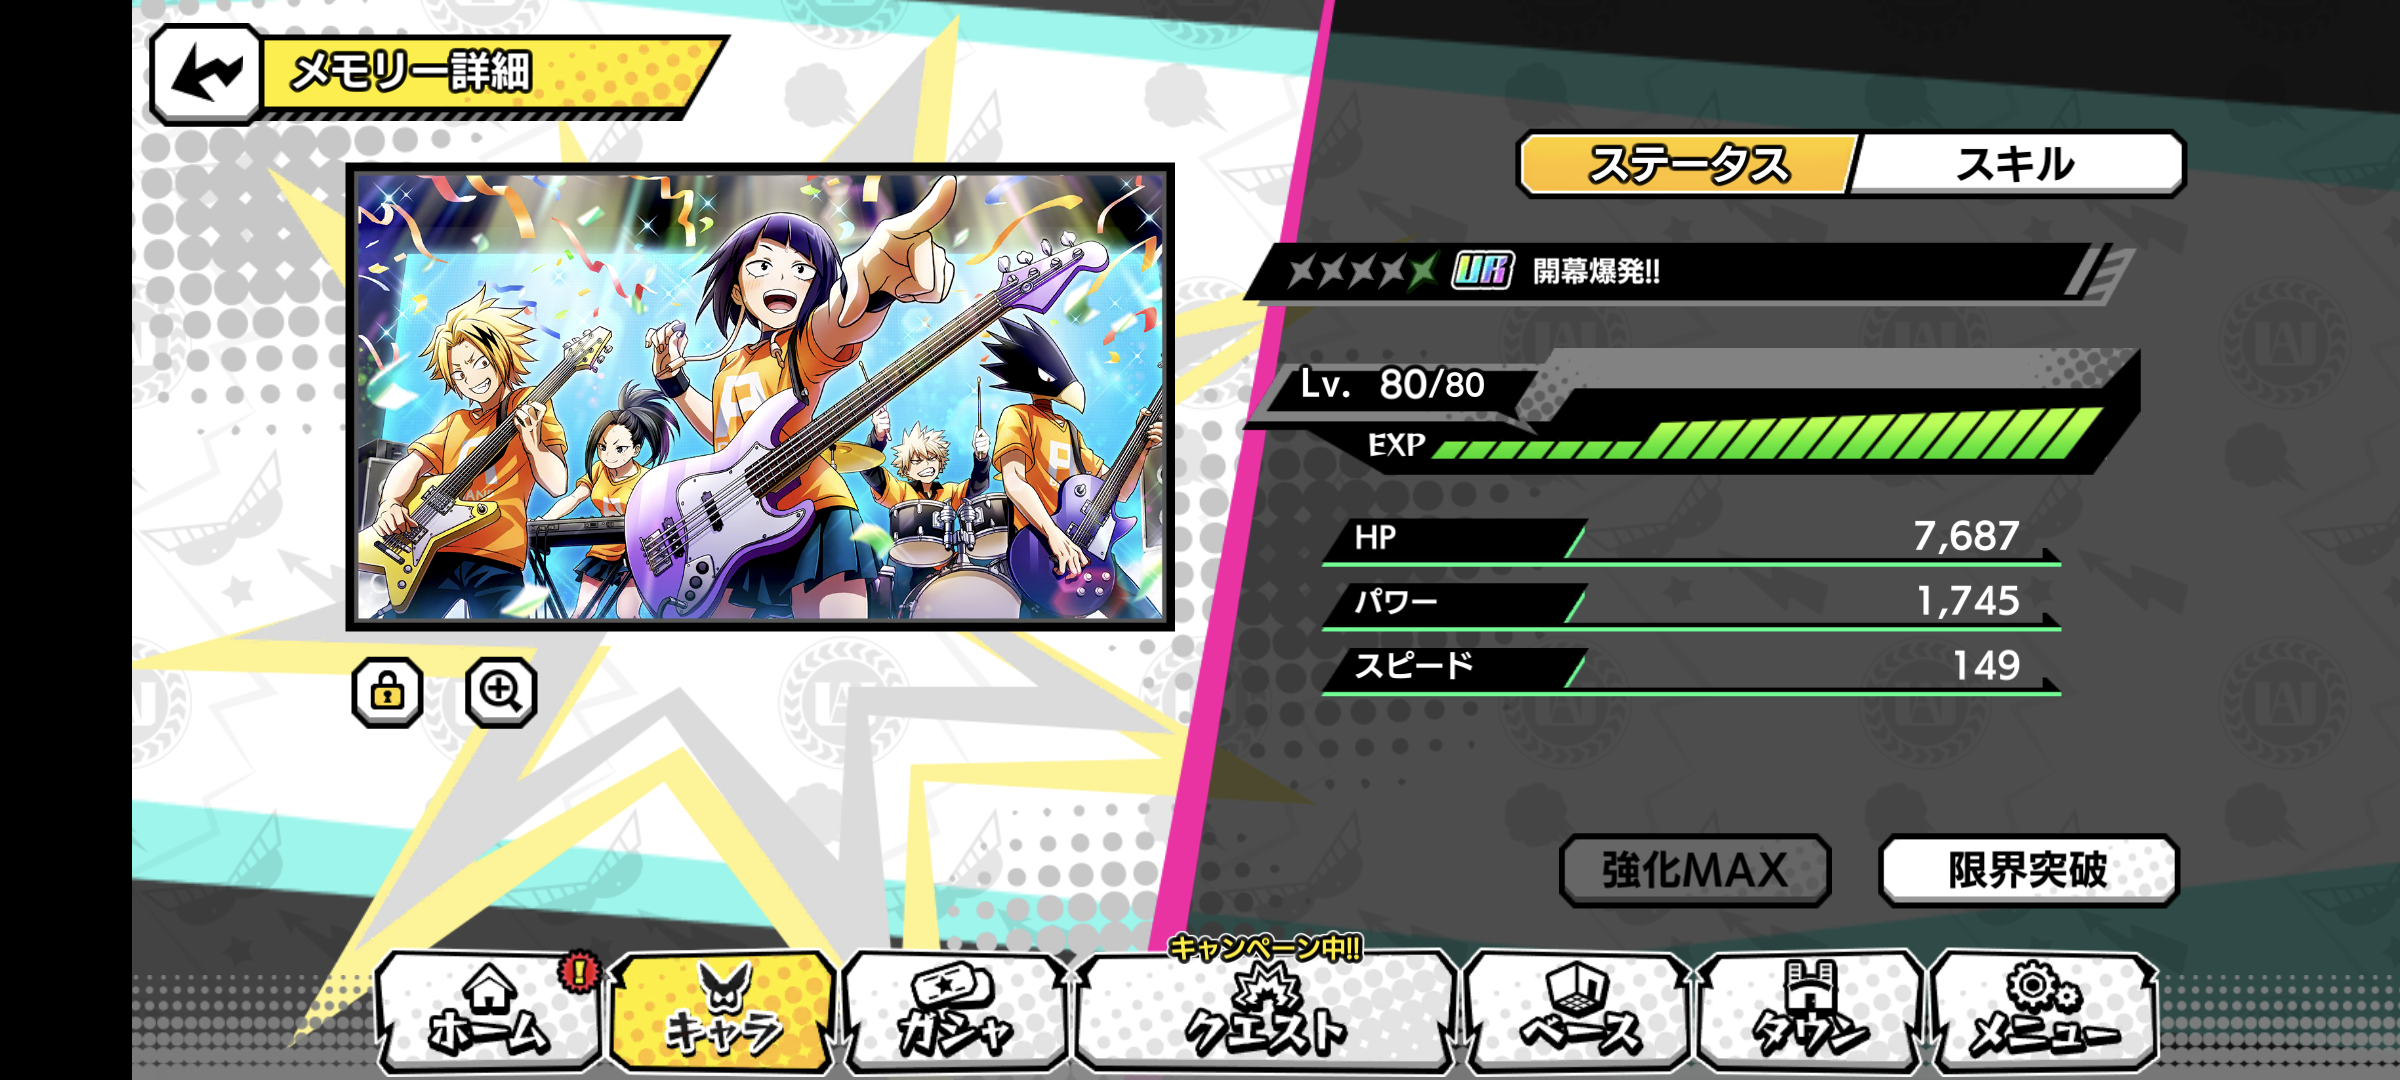 メモリー詳細
ステータス
スキル
UR 開幕爆発!!
Lv. 80/80
EXP
HP 7,687
パワー 1,745
スピード 149
強化MAX
限界突破
キャンペーン中!!
ホーム
キャラ
ガシャ
クエスト
ベース
タウン
メニュー